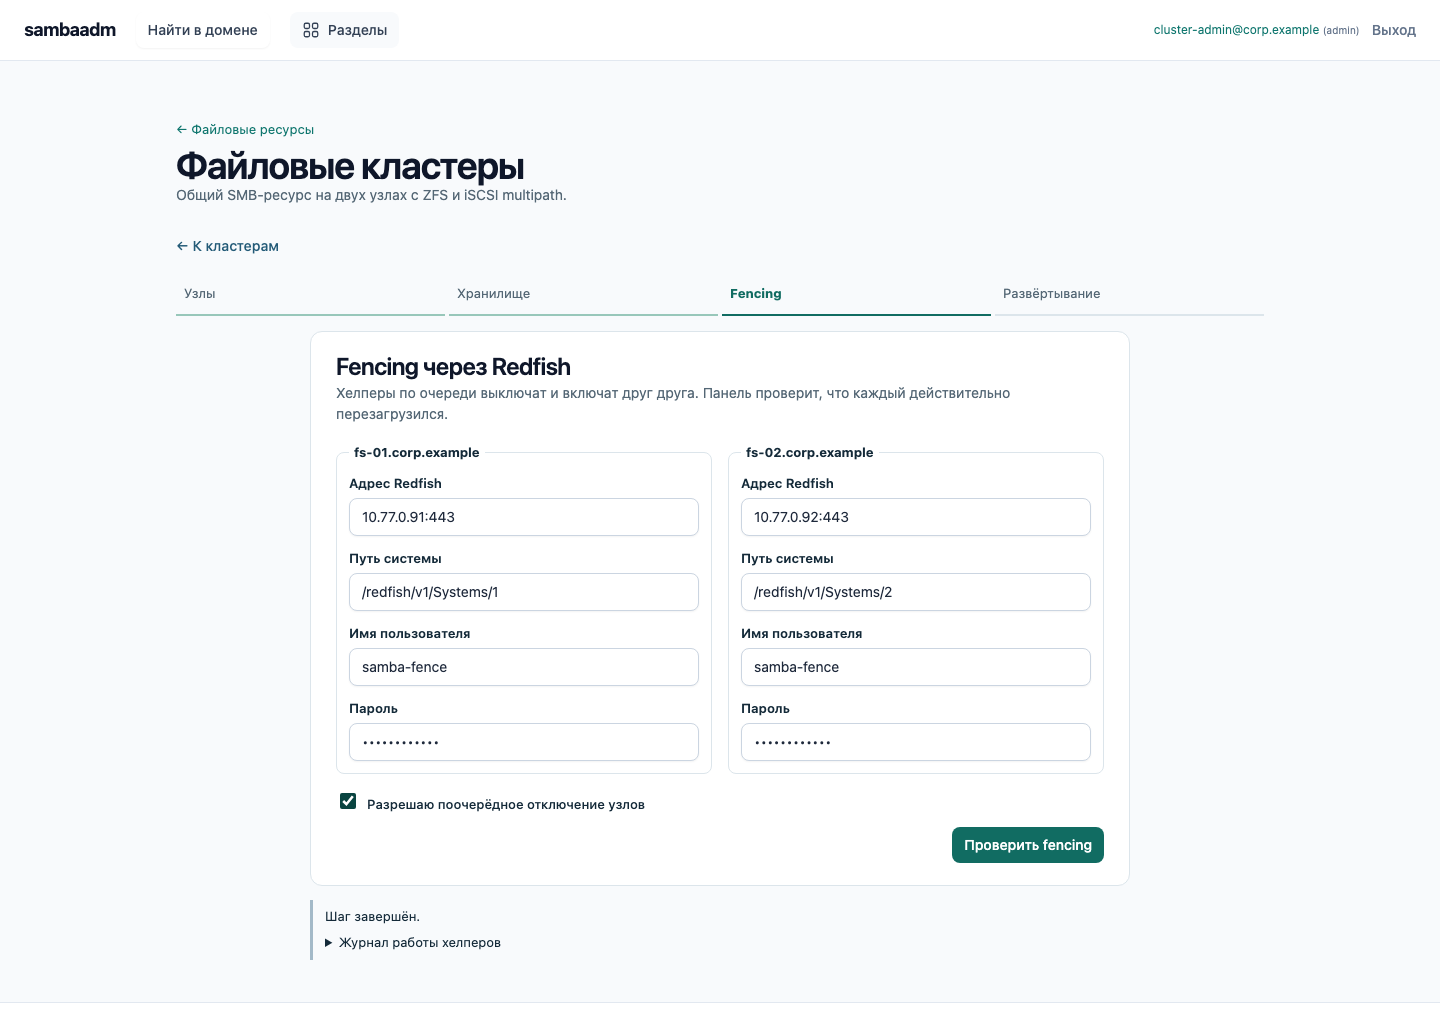 sambaadm
Найти в домене
Разделы
cluster-admin@corp.example (admin)
Выход
← Файловые ресурсы
Файловые кластеры
Общий SMB-ресурс на двух узлах с ZFS и iSCSI multipath.
← К кластерам
Узлы
Хранилище
Fencing
Развёртывание
Fencing через Redfish
Хелперы по очереди выключат и включат друг друга. Панель проверит, что каждый действительно
перезагрузился.
fs-01.corp.example
Адрес Redfish
10.77.0.91:443
Путь системы
/redfish/v1/Systems/1
Имя пользователя
samba-fence
Пароль
••••••••••••
fs-02.corp.example
Адрес Redfish
10.77.0.92:443
Путь системы
/redfish/v1/Systems/2
Имя пользователя
samba-fence
Пароль
••••••••••••
Разрешаю поочерёдное отключение узлов
Проверить fencing
Шаг завершён.
Журнал работы хелперов